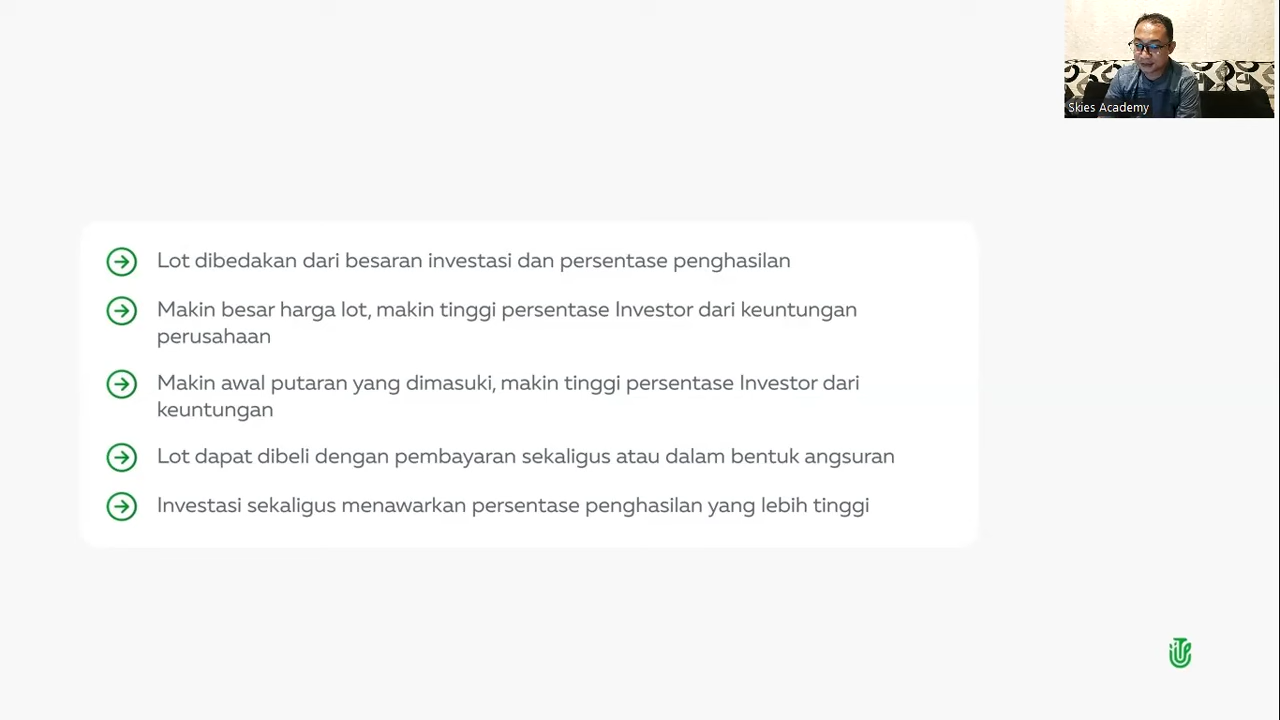 Skies Academy
Lot dibedakan dari besaran investasi dan persentase penghasilan
Makin besar harga lot, makin tinggi persentase Investor dari keuntungan
perusahaan
Makin awal putaran yang dimasuki, makin tinggi persentase Investor dari
keuntungan
Lot dapat dibeli dengan pembayaran sekaligus atau dalam bentuk angsuran
Investasi sekaligus menawarkan persentase penghasilan yang lebih tinggi